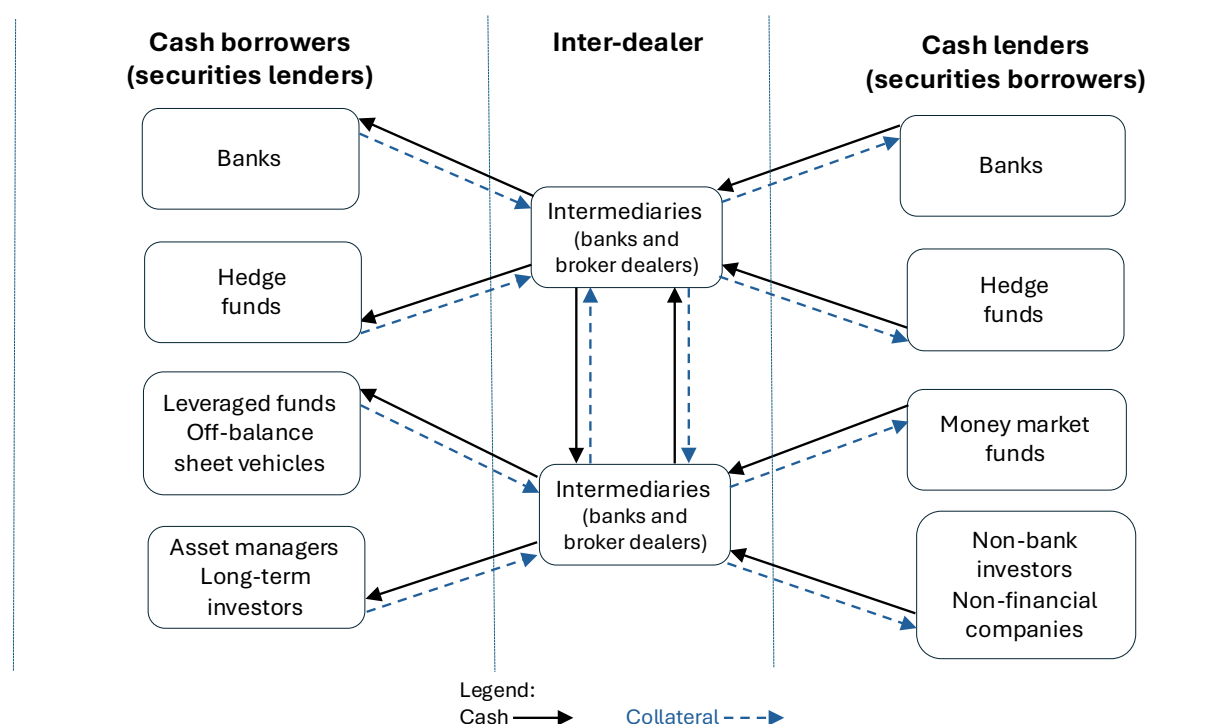 Cash borrowers
(securities lenders)
Inter-dealer
Cash lenders
(securities borrowers)
Banks
Hedge
funds
Leveraged funds
Off-balance
sheet vehicles
Asset managers
Long-term
investors
Intermediaries
(banks and
broker dealers)
Intermediaries
(banks and
broker dealers)
Banks
Hedge
funds
Money market
funds
Non-bank
investors
Non-financial
companies
Legend:
Cash
Collateral